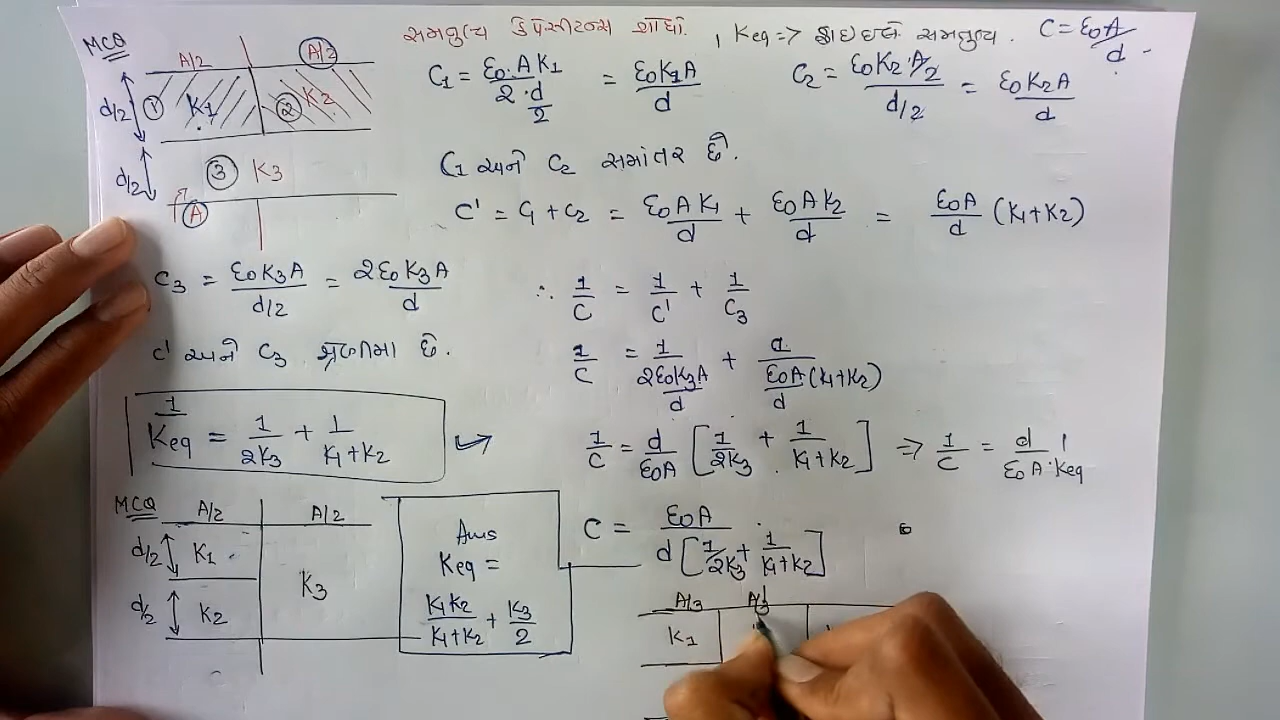 MCQ
A/2 A/2
d/2 ① K1 ② K2
d/2 ③ K3
A
સમતુલ્ય કેપેસીટન્સ શોધો. , Keq => ડાઇઇલે સમતુલ્ય . C = ε0A/d
C1 = ε0·A K1 / 2·d/2 = ε0K1A/d
C2 = ε0K2·A/2 / d/2 = ε0K2A/d
C1 અને C2 સમાંતર છે.
C' = C1 + C2 = ε0AK1/d + ε0AK2/d = ε0A/d (K1+K2)
C3 = ε0K3A / d/2 = 2ε0K3A/d
C' અને C3 શ્રેણીમાં છે.
∴ 1/C = 1/C' + 1/C3
1/C = 1 / 2ε0K3A/d + 1 / ε0A/d (K1+K2)
1/C = d/ε0A [1/2K3 + 1/K1+K2] => 1/C = d/ε0A · 1/Keq
1/Keq = 1/2K3 + 1/K1+K2
C = ε0A / d[1/2K3 + 1/K1+K2]
MCQ
A/2 A/2
d/2 K1
K3
d/2 K2
Ans
Keq =
K1K2/K1+K2 + K3/2
A/3 A/3
K1